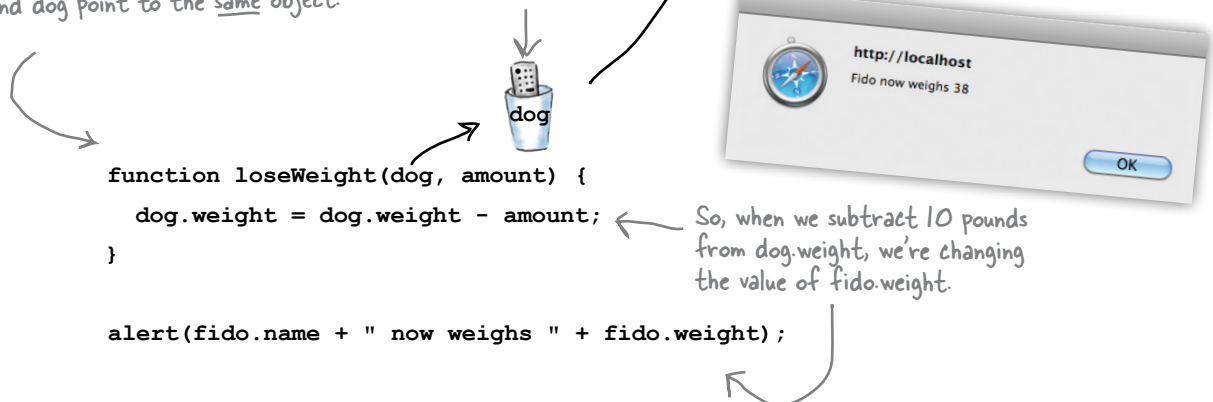 nd dog point to the same object.
dog
http://localhost
Fido now weighs 38
OK
function loseWeight(dog, amount) {
dog.weight = dog.weight - amount;
}
So, when we subtract 10 pounds
from dog.weight, we're changing
the value of fido.weight.
alert(fido.name + " now weighs " + fido.weight);